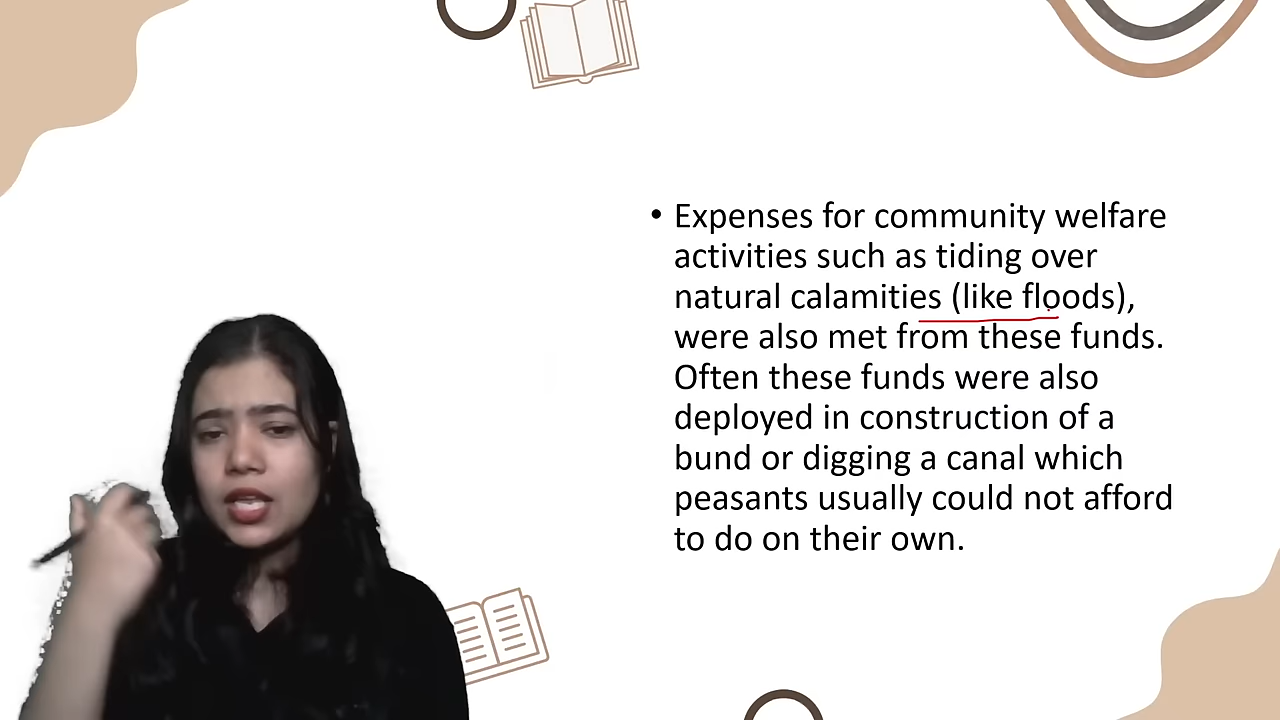 • Expenses for community welfare
activities such as tiding over
natural calamities (like floods),
were also met from these funds.
Often these funds were also
deployed in construction of a
bund or digging a canal which
peasants usually could not afford
to do on their own.